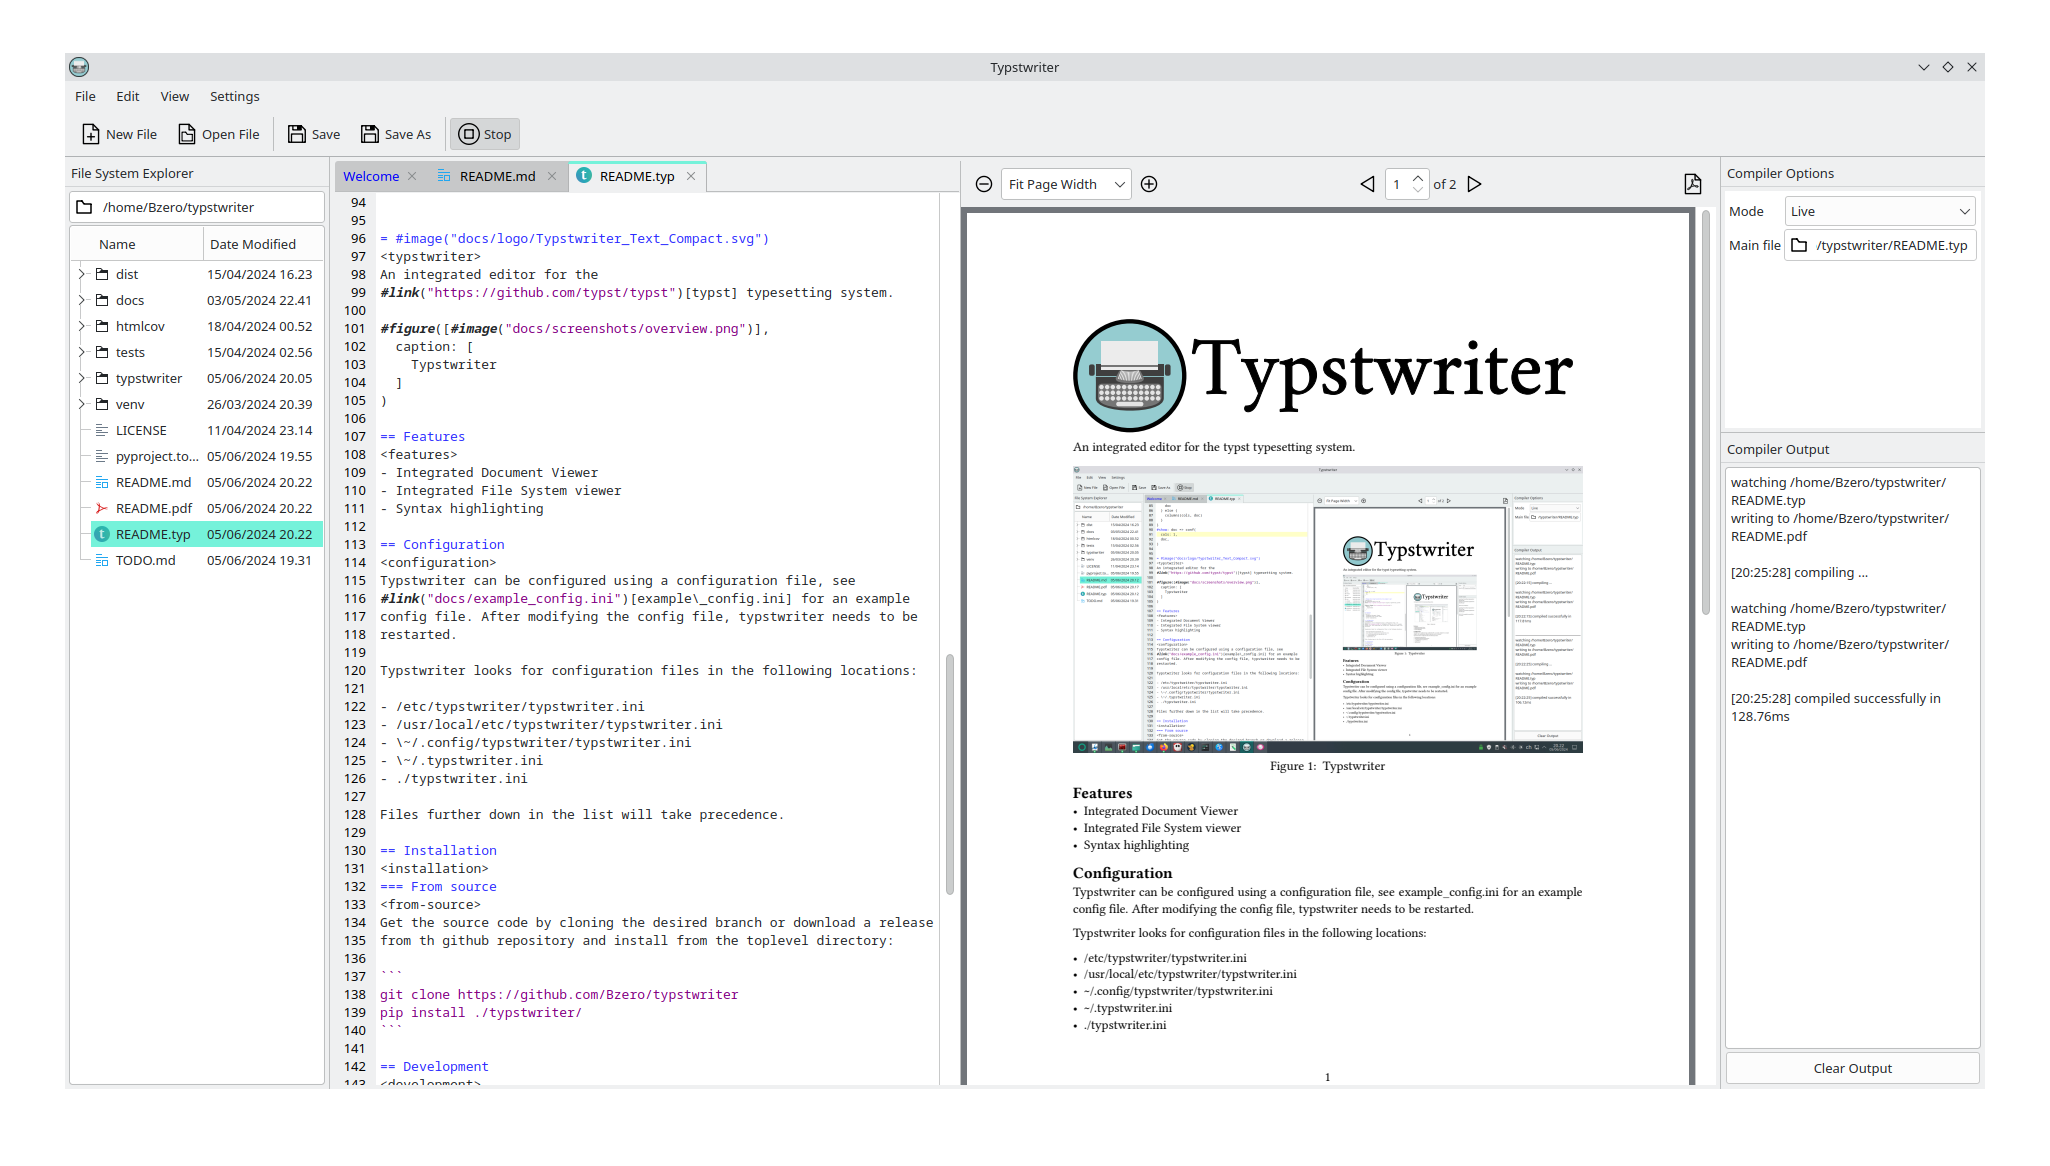 Typstwriter
File Edit View Settings
New File Open File Save Save As Stop
File System Explorer
/home/Bzero/typstwriter
Name Date Modified
dist 15/04/2024 16.23
docs 03/05/2024 22.41
htmlcov 18/04/2024 00.52
tests 15/04/2024 02.56
typstwriter 05/06/2024 20.05
venv 26/03/2024 20.39
LICENSE 11/04/2024 23.14
pyproject.to... 05/06/2024 19.55
README.md 05/06/2024 20.22
README.pdf 05/06/2024 20.22
README.typ 05/06/2024 20.22
TODO.md 05/06/2024 19.31
Welcome README.md README.typ
94
95
96 = #image("docs/logo/Typstwriter_Text_Compact.svg")
97 <typstwriter>
98 An integrated editor for the
99 #link("https://github.com/typst/typst")[typst] typesetting system.
100
101 #figure([#image("docs/screenshots/overview.png")],
102 caption: [
103 Typstwriter
104 ]
105 )
106
107 == Features
108 <features>
109 - Integrated Document Viewer
110 - Integrated File System viewer
111 - Syntax highlighting
112
113 == Configuration
114 <configuration>
115 Typstwriter can be configured using a configuration file, see
116 #link("docs/example_config.ini")[example\_config.ini] for an example
117 config file. After modifying the config file, typstwriter needs to be
118 restarted.
119
120 Typstwriter looks for configuration files in the following locations:
121
122 - /etc/typstwriter/typstwriter.ini
123 - /usr/local/etc/typstwriter/typstwriter.ini
124 - \~/.config/typstwriter/typstwriter.ini
125 - \~/.typstwriter.ini
126 - ./typstwriter.ini
127
128 Files further down in the list will take precedence.
129
130 == Installation
131 <installation>
132 === From source
133 <from-source>
134 Get the source code by cloning the desired branch or download a release
135 from th github repository and install from the toplevel directory:
136
137 ```
138 git clone https://github.com/Bzero/typstwriter
139 pip install ./typstwriter/
140 ```
141
142 == Development
143 <development>
Fit Page Width 1 of 2
Typstwriter
An integrated editor for the typst typesetting system.
Figure 1: Typstwriter
Features
• Integrated Document Viewer
• Integrated File System viewer
• Syntax highlighting
Configuration
Typstwriter can be configured using a configuration file, see example_config.ini for an example
config file. After modifying the config file, typstwriter needs to be restarted.
Typstwriter looks for configuration files in the following locations:
• /etc/typstwriter/typstwriter.ini
• /usr/local/etc/typstwriter/typstwriter.ini
• ~/.config/typstwriter/typstwriter.ini
• ~/.typstwriter.ini
• ./typstwriter.ini
1
Compiler Options
Mode Live
Main file /typstwriter/README.typ
Compiler Output
watching /home/Bzero/typstwriter/
README.typ
writing to /home/Bzero/typstwriter/
README.pdf
[20:25:28] compiling ...
watching /home/Bzero/typstwriter/
README.typ
writing to /home/Bzero/typstwriter/
README.pdf
[20:25:28] compiled successfully in
128.76ms
Clear Output